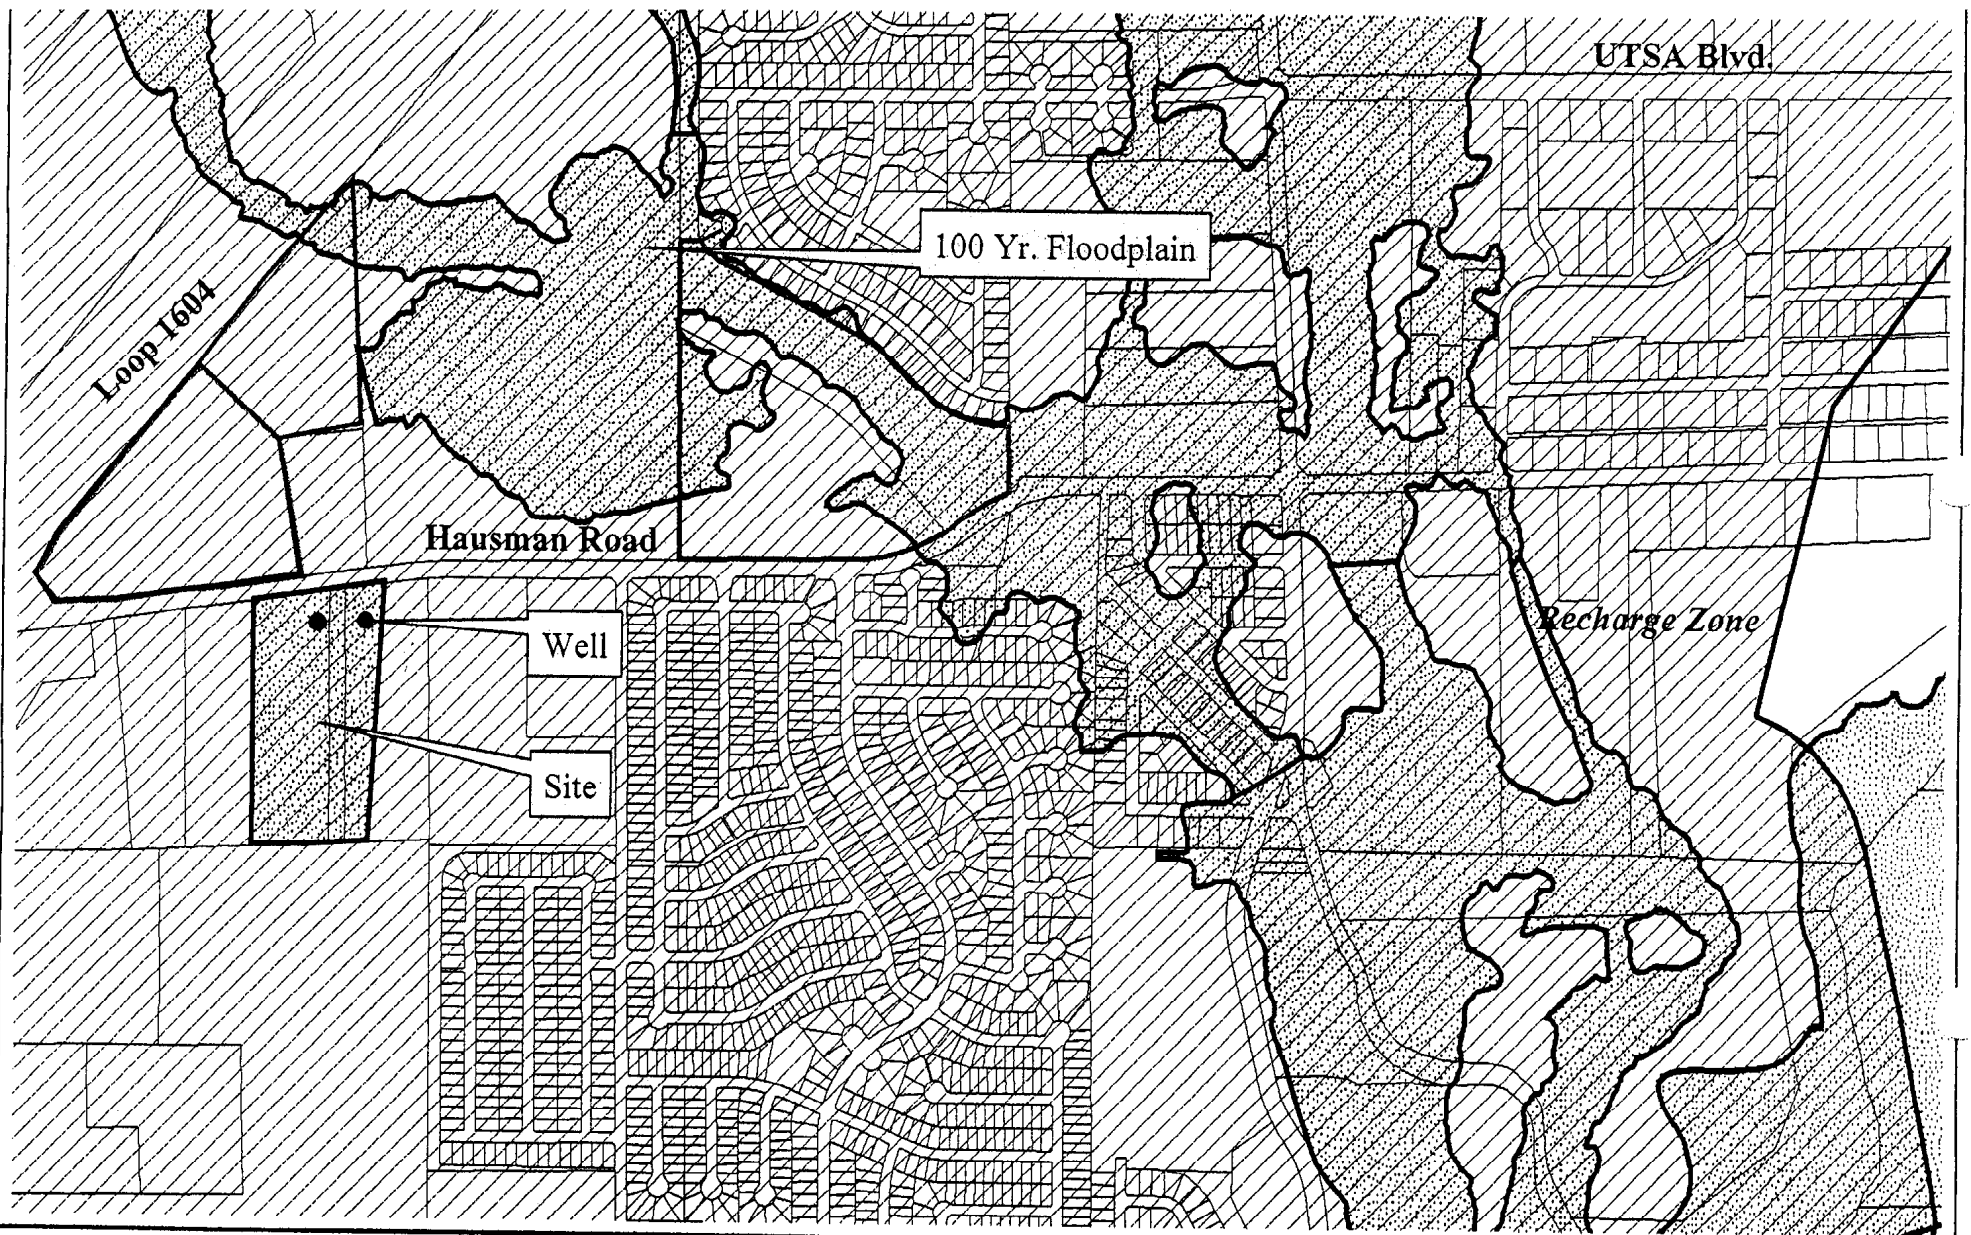 UTSA Blvd.
100 Yr. Floodplain
Loop 1604
Hausman Road
Well
Recharge Zone
Site